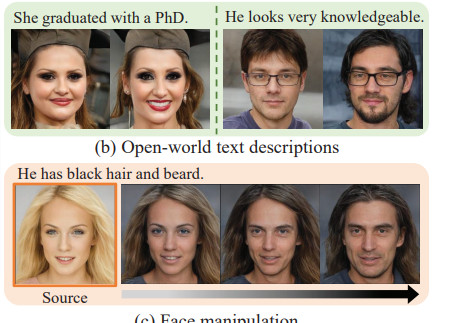 She graduated with a PhD.
He looks very knowledgeable.
(b) Open-world text descriptions
He has black hair and beard.
Source
(c) Face manipulation